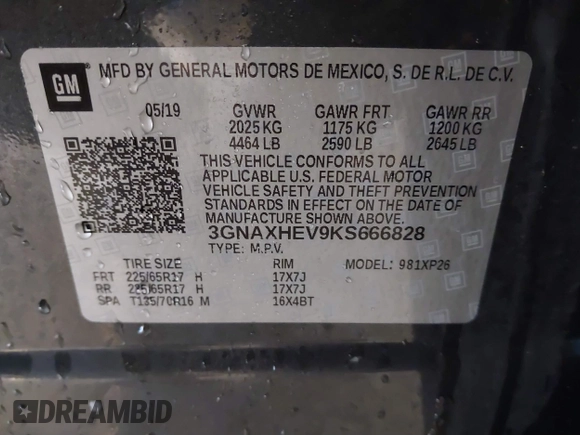 GM
MFD BY GENERAL MOTORS DE MEXICO, S. DE R.L. DE C.V.
05/19 GVWR GAWR FRT GAWR RR
2025 KG 1175 KG 1200 KG
4464 LB 2590 LB 2645 LB
THIS VEHICLE CONFORMS TO ALL
APPLICABLE U.S. FEDERAL MOTOR
VEHICLE SAFETY AND THEFT PREVENTION
STANDARDS IN EFFECT ON THE DATE OF
MANUFACTURE SHOWN ABOVE.
3GNAXHEV9KS666828
TYPE: M.P.V.
TIRE SIZE RIM MODEL: 981XP26
FRT 225/65R17 H 17X7J
RR 225/65R17 H 17X7J
SPA T135/70R16 M 16X4BT
DREAMBID